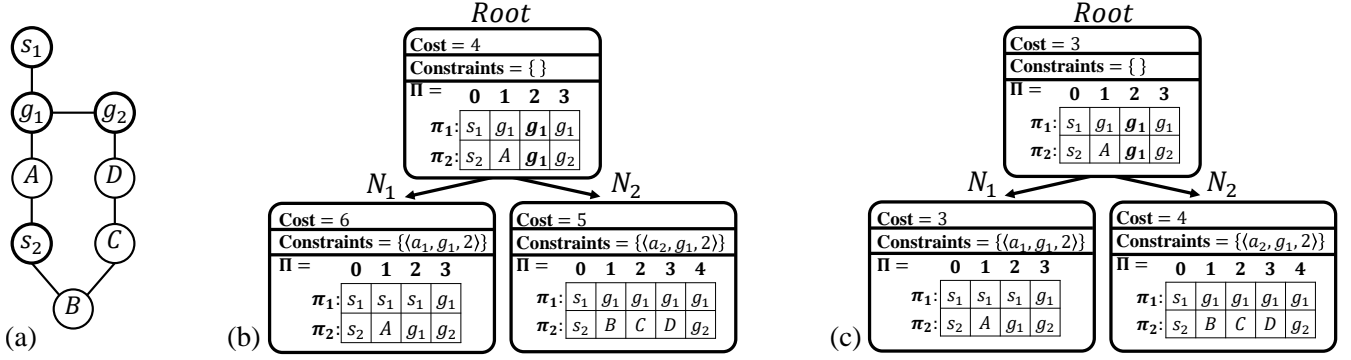 s₁
g₁ g₂
A D
s₂ C
B
(a)
Root
Cost = 4
Constraints = { }
Π = 0 1 2 3
π₁: s₁ g₁ g₁ g₁
π₂: s₂ A g₁ g₂
N₁ N₂
Cost = 6
Constraints = {⟨a₁, g₁, 2⟩}
Π = 0 1 2 3
π₁: s₁ s₁ s₁ g₁
π₂: s₂ A g₁ g₂
Cost = 5
Constraints = {⟨a₂, g₁, 2⟩}
Π = 0 1 2 3 4
π₁: s₁ g₁ g₁ g₁ g₁
π₂: s₂ B C D g₂
(b)
Root
Cost = 3
Constraints = { }
Π = 0 1 2 3
π₁: s₁ g₁ g₁ g₁
π₂: s₂ A g₁ g₂
N₁ N₂
Cost = 3
Constraints = {⟨a₁, g₁, 2⟩}
Π = 0 1 2 3
π₁: s₁ s₁ s₁ g₁
π₂: s₂ A g₁ g₂
Cost = 4
Constraints = {⟨a₂, g₁, 2⟩}
Π = 0 1 2 3 4
π₁: s₁ g₁ g₁ g₁ g₁
π₂: s₂ B C D g₂
(c)